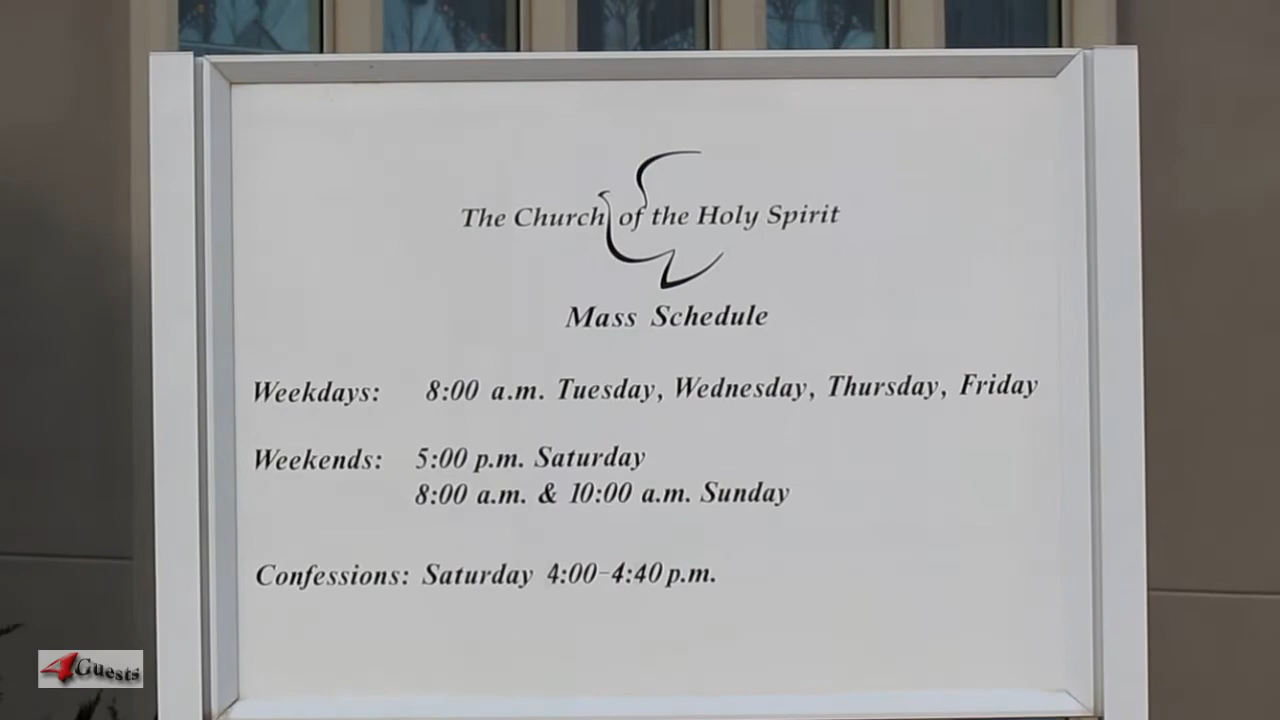 The Church of the Holy Spirit
Mass Schedule
Weekdays: 8:00 a.m. Tuesday, Wednesday, Thursday, Friday
Weekends: 5:00 p.m. Saturday
8:00 a.m. & 10:00 a.m. Sunday
Confessions: Saturday 4:00-4:40 p.m.
4Guests